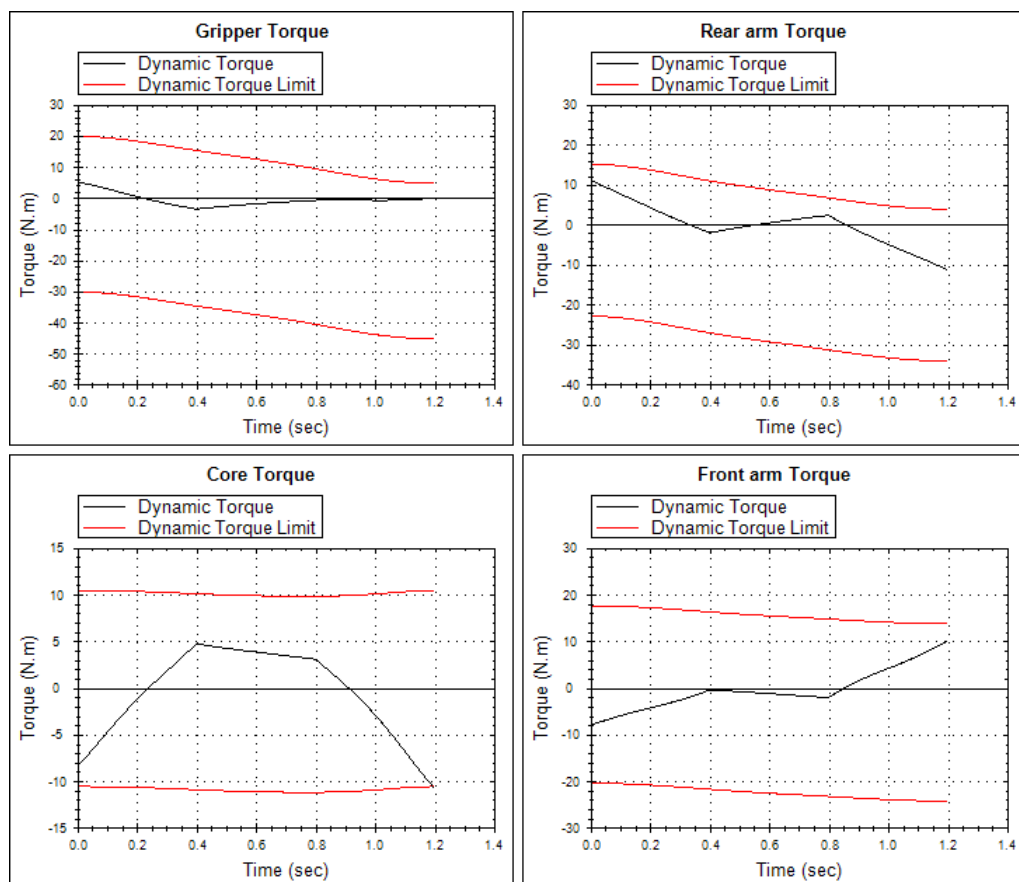 Gripper Torque
Dynamic Torque
Dynamic Torque Limit
30
20
10
0
-10
-20
-30
-40
-50
-60
Torque (N.m)
0.0 0.2 0.4 0.6 0.8 1.0 1.2 1.4
Time (sec)
Rear arm Torque
Dynamic Torque
Dynamic Torque Limit
30
20
10
0
-10
-20
-30
-40
Torque (N.m)
0.0 0.2 0.4 0.6 0.8 1.0 1.2 1.4
Time (sec)
Core Torque
Dynamic Torque
Dynamic Torque Limit
15
10
5
0
-5
-10
-15
Torque (N.m)
0.0 0.2 0.4 0.6 0.8 1.0 1.2 1.4
Time (sec)
Front arm Torque
Dynamic Torque
Dynamic Torque Limit
30
20
10
0
-10
-20
-30
Torque (N.m)
0.0 0.2 0.4 0.6 0.8 1.0 1.2 1.4
Time (sec)